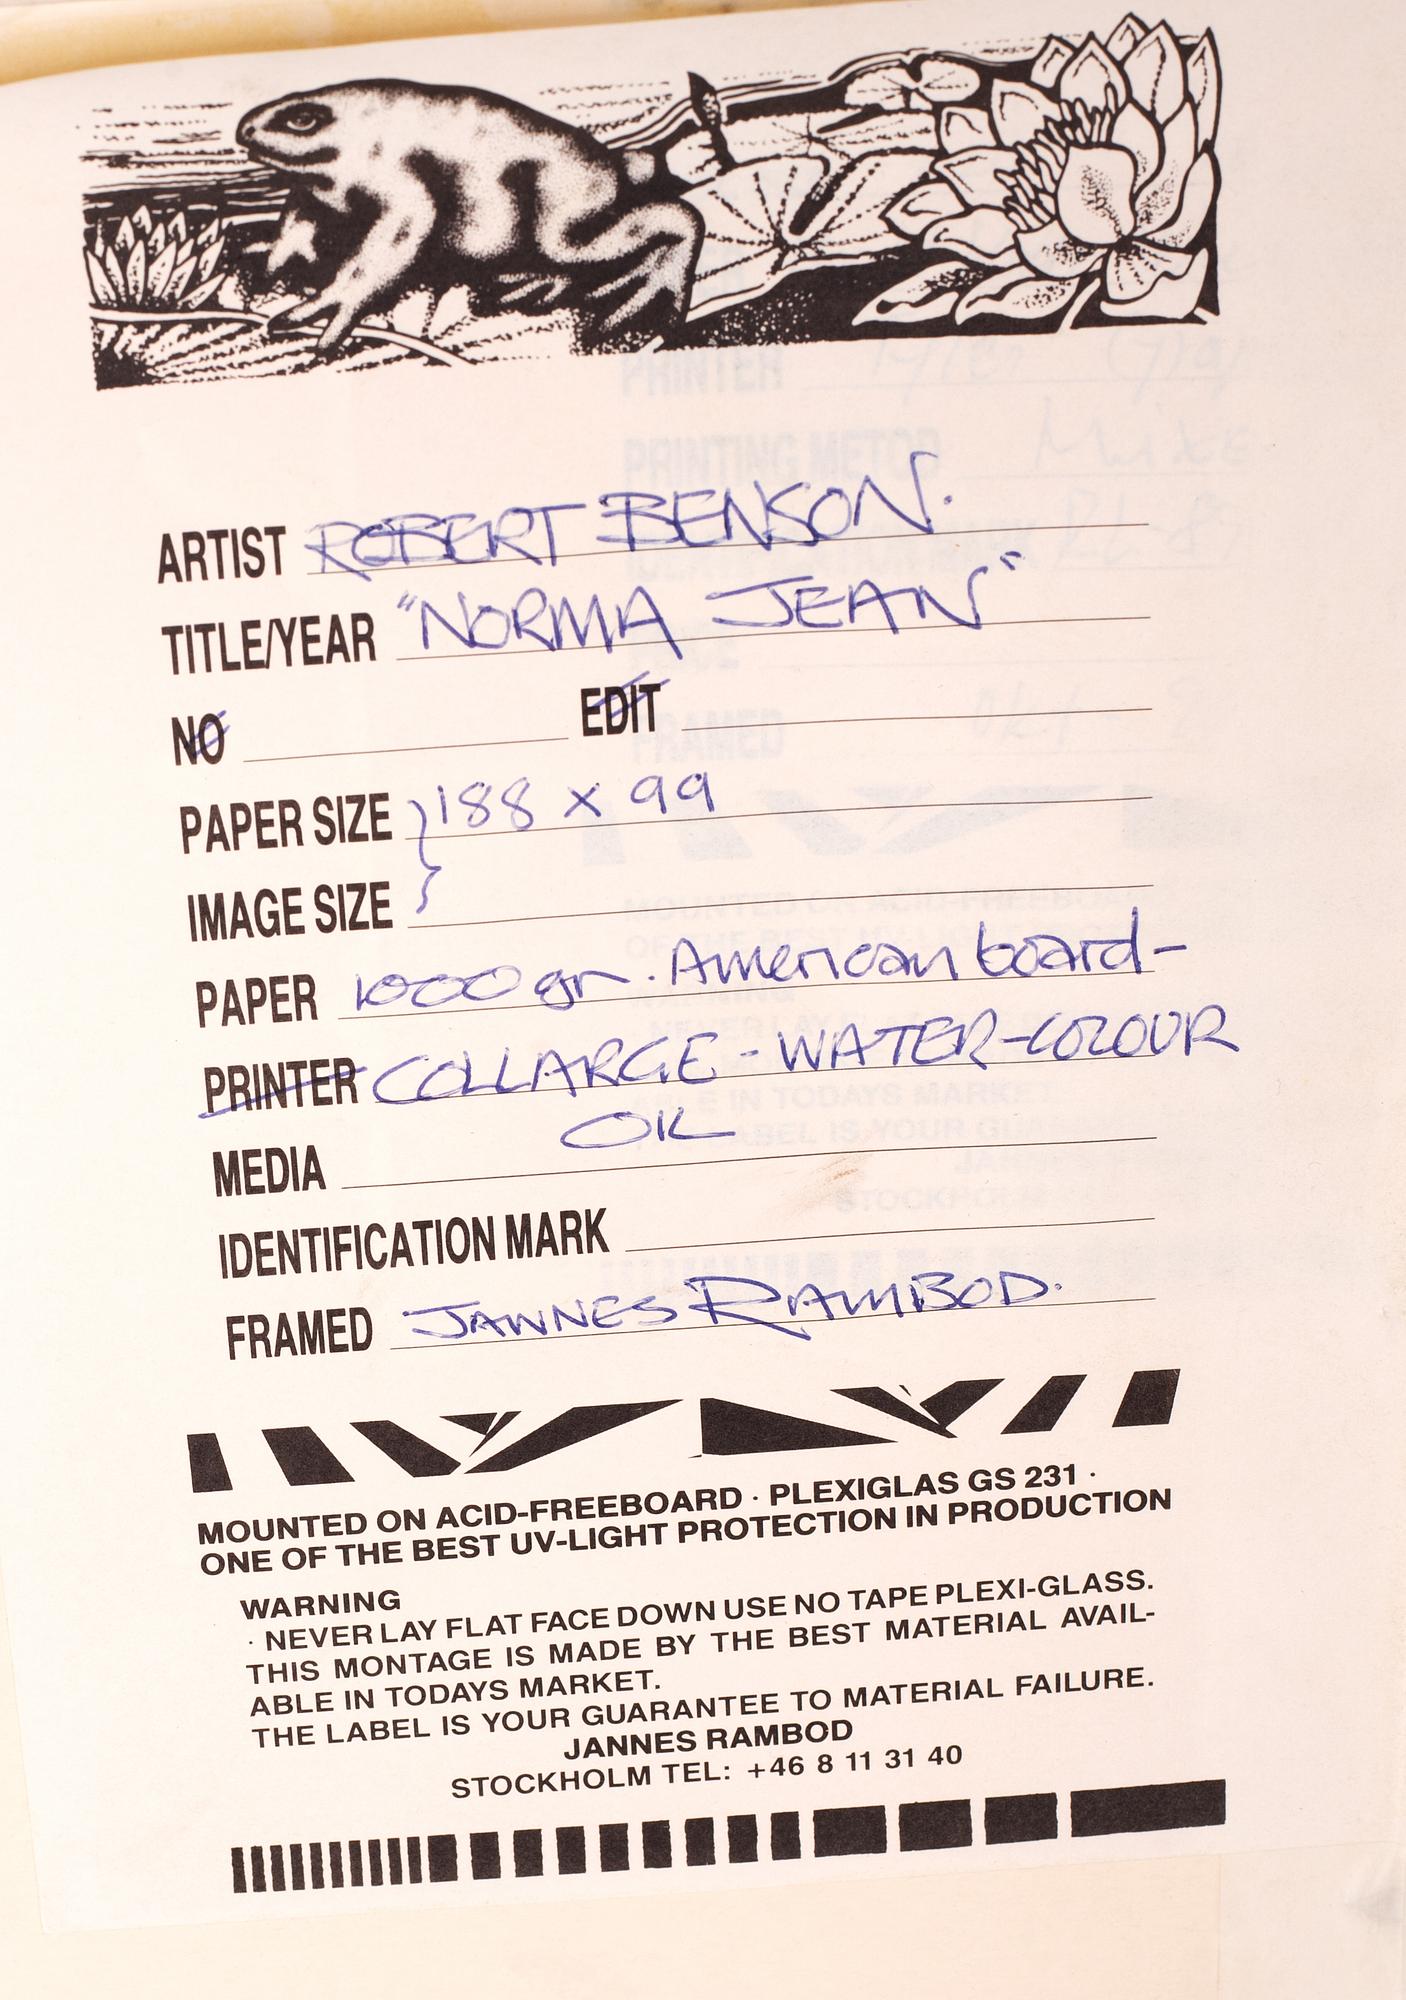 ARTIST ROBERT BENSON.
TITLE/YEAR "NORMA JEAN"
NO EDIT
PAPER SIZE } 188 x 99
IMAGE SIZE
PAPER 1000 gr. American board-
PRINTER COLLARGE - WATER-COLOUR
OIL
MEDIA
IDENTIFICATION MARK
FRAMED JANNES RAMBOD.
MOUNTED ON ACID-FREEBOARD · PLEXIGLAS GS 231 ·
ONE OF THE BEST UV-LIGHT PROTECTION IN PRODUCTION
WARNING
· NEVER LAY FLAT FACE DOWN USE NO TAPE PLEXI-GLASS.
THIS MONTAGE IS MADE BY THE BEST MATERIAL AVAIL-
ABLE IN TODAYS MARKET.
THE LABEL IS YOUR GUARANTEE TO MATERIAL FAILURE.
JANNES RAMBOD
STOCKHOLM TEL: +46 8 11 31 40